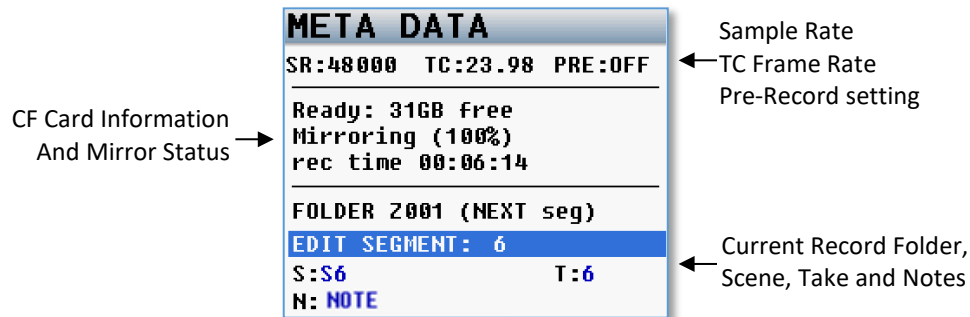 META DATA
SR:48000 TC:23.98 PRE:OFF
Sample Rate
TC Frame Rate
Pre-Record setting
CF Card Information
And Mirror Status
Ready: 31GB free
Mirroring (100%)
rec time 00:06:14
FOLDER Z001 (NEXT seg)
EDIT SEGMENT: 6
S:S6 T:6
N: NOTE
Current Record Folder,
Scene, Take and Notes